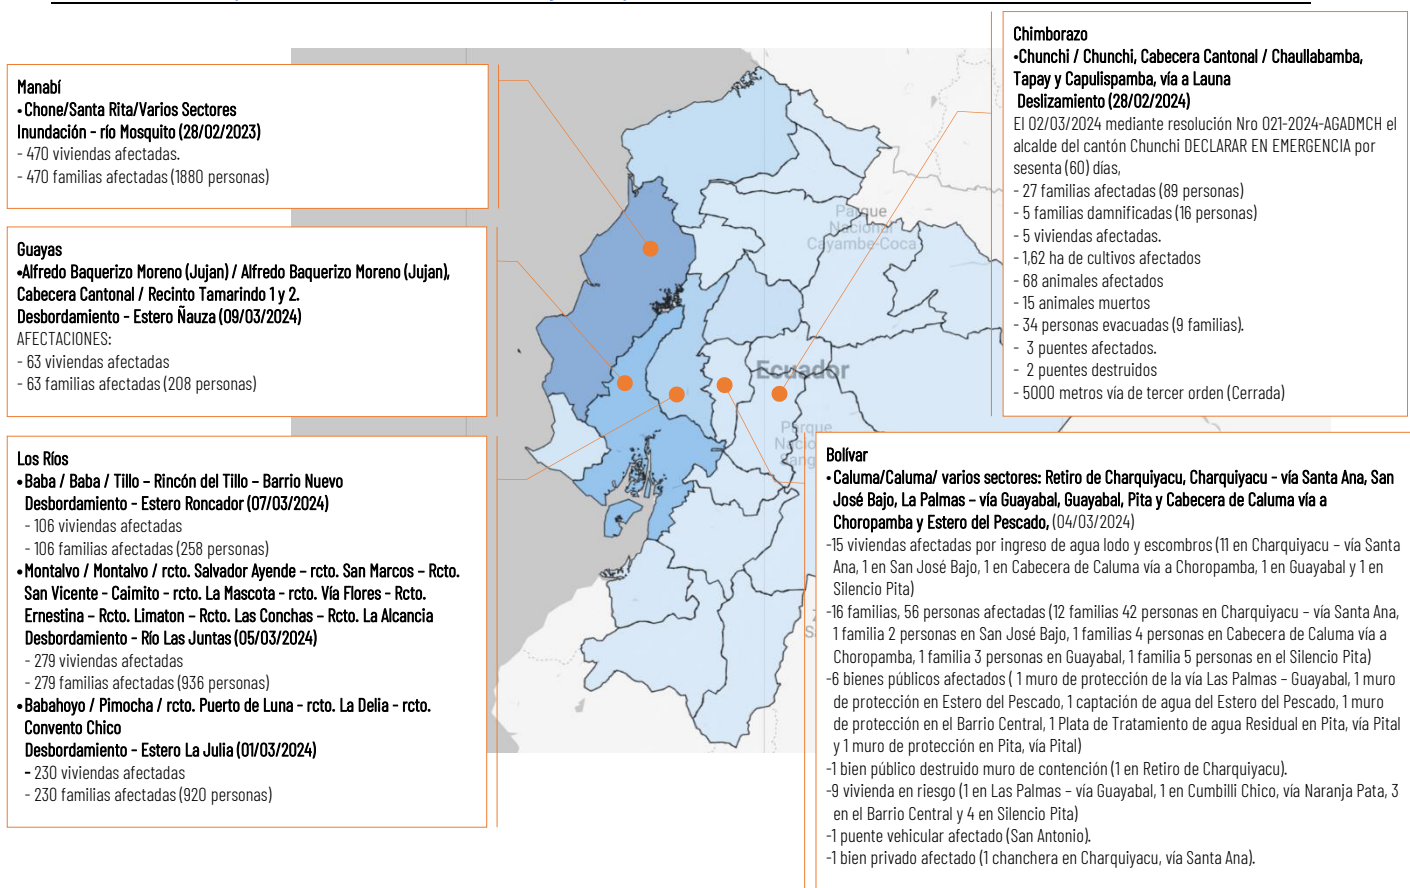 Manabí
•Chone/Santa Rita/Varios Sectores
Inundación - río Mosquito (28/02/2023)
- 470 viviendas afectadas.
- 470 familias afectadas (1880 personas)
Guayas
•Alfredo Baquerizo Moreno (Jujan) / Alfredo Baquerizo Moreno (Jujan),
Cabecera Cantonal / Recinto Tamarindo 1 y 2.
Desbordamiento - Estero Ñauza (09/03/2024)
AFECTACIONES:
- 63 viviendas afectadas
- 63 familias afectadas (208 personas)
Los Ríos
•Baba / Baba / Tillo – Rincón del Tillo – Barrio Nuevo
Desbordamiento - Estero Roncador (07/03/2024)
- 106 viviendas afectadas
- 106 familias afectadas (258 personas)
•Montalvo / Montalvo / rcto. Salvador Ayende – rcto. San Marcos – Rcto.
San Vicente - Caimito - rcto. La Mascota - rcto. Vía Flores - Rcto.
Ernestina – Rcto. Limaton – Rcto. Las Conchas – Rcto. La Alcancia
Desbordamiento - Río Las Juntas (05/03/2024)
- 279 viviendas afectadas
- 279 familias afectadas (936 personas)
•Babahoyo / Pimocha / rcto. Puerto de Luna - rcto. La Delia - rcto.
Convento Chico
Desbordamiento - Estero La Julia (01/03/2024)
- 230 viviendas afectadas
- 230 familias afectadas (920 personas)
Parque
Nacional
Cayambe-Coca
Ecuador
Parque
Nacio
Sang
Chimborazo
•Chunchi / Chunchi, Cabecera Cantonal / Chaullabamba,
Tapay y Capulispamba, vía a Launa
Deslizamiento (28/02/2024)
El 02/03/2024 mediante resolución Nro 021-2024-AGADMCH el
alcalde del cantón Chunchi DECLARAR EN EMERGENCIA por
sesenta (60) días,
- 27 familias afectadas (89 personas)
- 5 familias damnificadas (16 personas)
- 5 viviendas afectadas.
- 1,62 ha de cultivos afectados
- 68 animales afectados
- 15 animales muertos
- 34 personas evacuadas (9 familias).
- 3 puentes afectados.
- 2 puentes destruidos
- 5000 metros vía de tercer orden (Cerrada)
Bolívar
•Caluma/Caluma/ varios sectores: Retiro de Charquiyacu, Charquiyacu - vía Santa Ana, San
José Bajo, La Palmas – vía Guayabal, Guayabal, Pita y Cabecera de Caluma vía a
Choropamba y Estero del Pescado, (04/03/2024)
-15 viviendas afectadas por ingreso de agua lodo y escombros (11 en Charquiyacu – vía Santa
Ana, 1 en San José Bajo, 1 en Cabecera de Caluma vía a Choropamba, 1 en Guayabal y 1 en
Silencio Pita)
-16 familias, 56 personas afectadas (12 familias 42 personas en Charquiyacu – vía Santa Ana,
1 familia 2 personas en San José Bajo, 1 familias 4 personas en Cabecera de Caluma vía a
Choropamba, 1 familia 3 personas en Guayabal, 1 familia 5 personas en el Silencio Pita)
-6 bienes públicos afectados ( 1 muro de protección de la vía Las Palmas – Guayabal, 1 muro
de protección en Estero del Pescado, 1 captación de agua del Estero del Pescado, 1 muro
de protección en el Barrio Central, 1 Plata de Tratamiento de agua Residual en Pita, vía Pital
y 1 muro de protección en Pita, vía Pital)
-1 bien público destruido muro de contención (1 en Retiro de Charquiyacu).
-9 vivienda en riesgo (1 en Las Palmas – vía Guayabal, 1 en Cumbilli Chico, vía Naranja Pata, 3
en el Barrio Central y 4 en Silencio Pita)
-1 puente vehicular afectado (San Antonio).
-1 bien privado afectado (1 chanchera en Charquiyacu, vía Santa Ana).